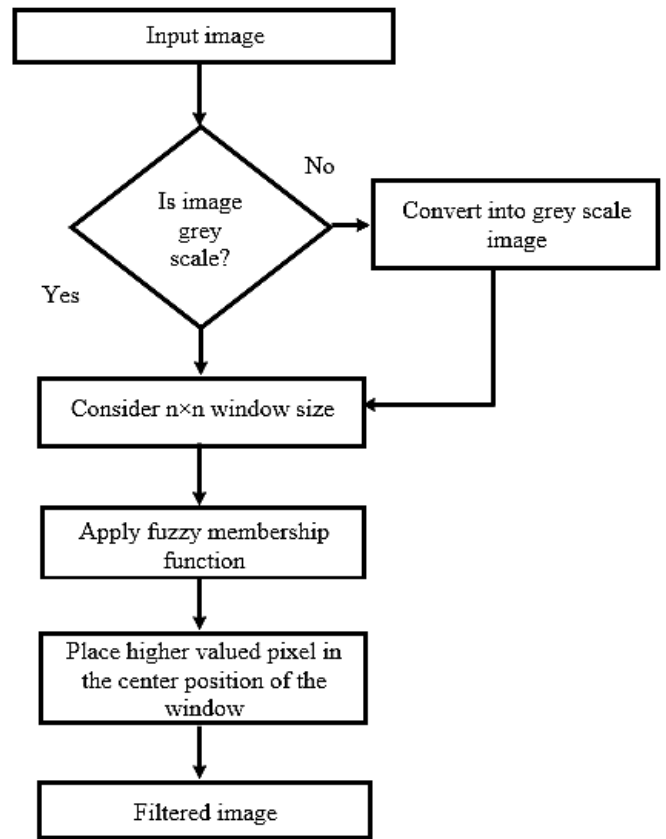 Input image
No
Is image
grey
scale?
Convert into grey scale
image
Yes
Consider n×n window size
Apply fuzzy membership
function
Place higher valued pixel in
the center position of the
window
Filtered image